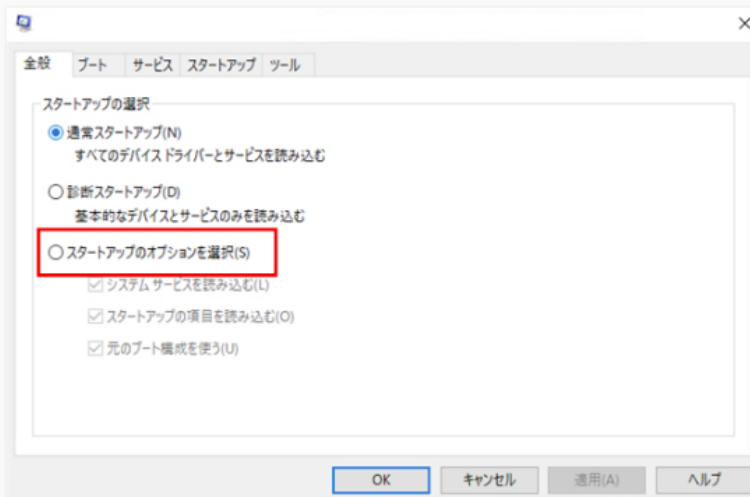 全般 ブート サービス スタートアップ ツール
スタートアップの選択
通常スタートアップ(N)
すべてのデバイス ドライバーとサービスを読み込む
診断スタートアップ(D)
基本的なデバイスとサービスのみを読み込む
スタートアップのオプションを選択(S)
システム サービスを読み込む(L)
スタートアップの項目を読み込む(O)
元のブート構成を使う(U)
OK キャンセル 適用(A) ヘルプ